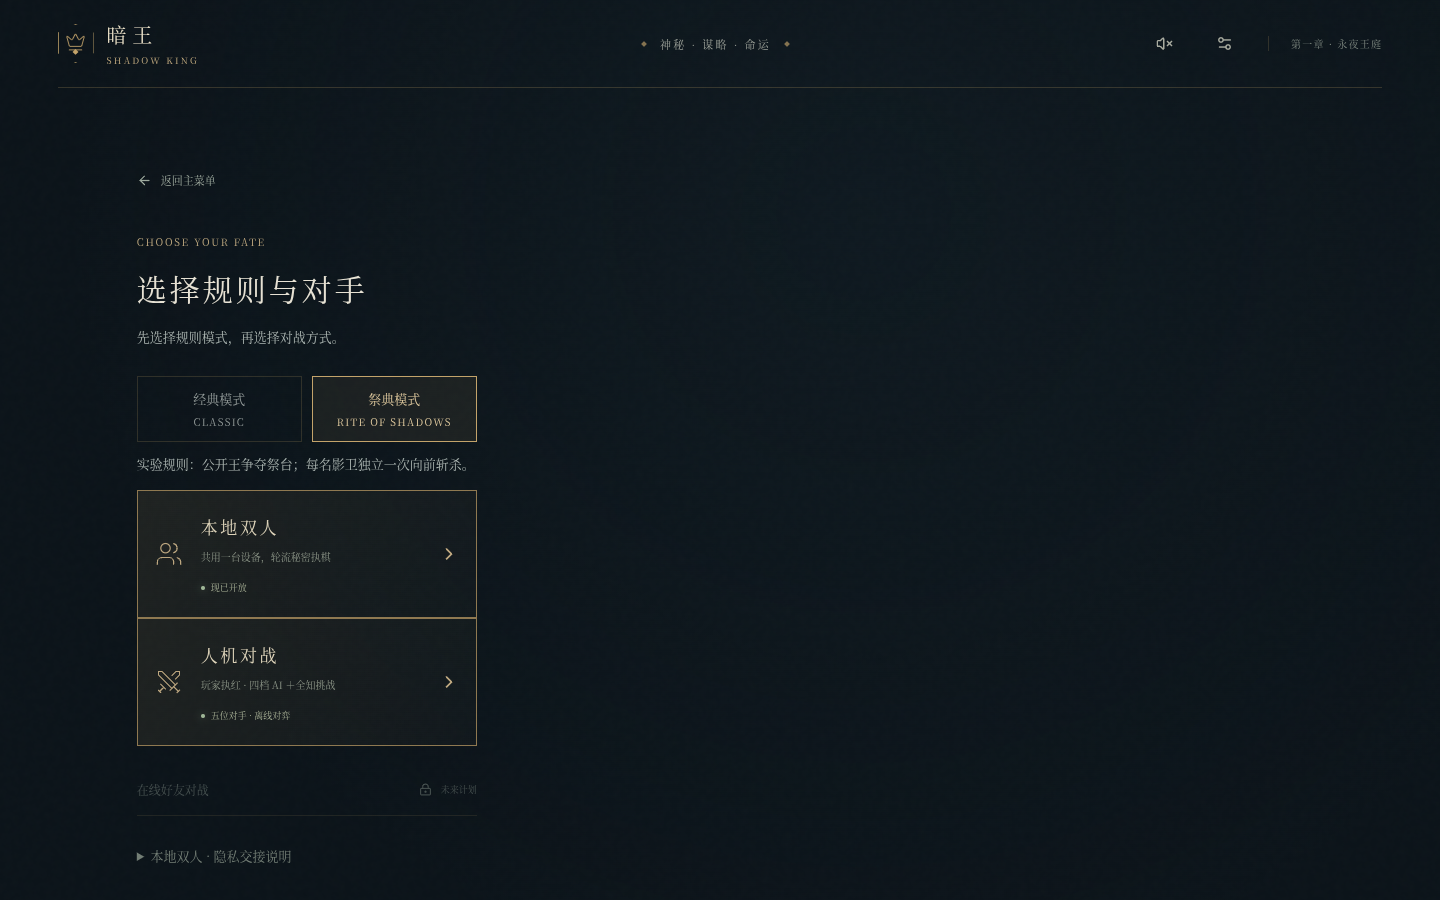 暗王
SHADOW KING
神秘 · 谋略 · 命运
第一章 · 永夜王庭
返回主菜单
CHOOSE YOUR FATE
选择规则与对手
先选择规则模式，再选择对战方式。
经典模式
CLASSIC
祭典模式
RITE OF SHADOWS
实验规则：公开王争夺祭台；每名影卫独立一次向前斩杀。
本地双人
共用一台设备，轮流秘密执棋
现已开放
人机对战
玩家执红 · 四档 AI ＋全知挑战
五位对手 · 离线对弈
在线好友对战
未来计划
本地双人 · 隐私交接说明